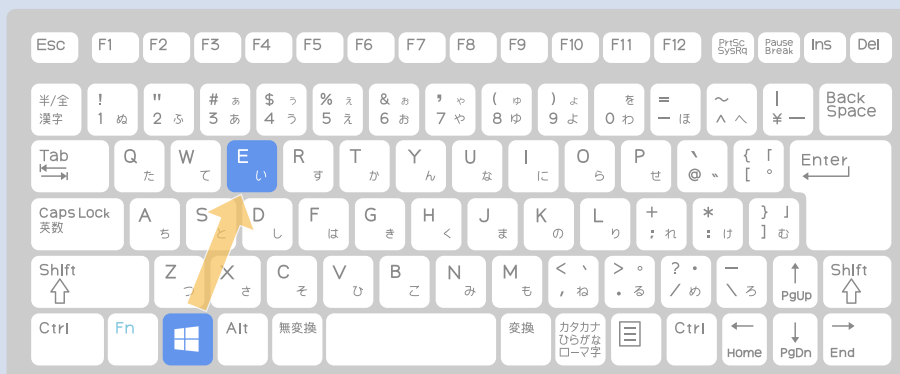 Esc F1 F2 F3 F4 F5 F6 F7 F8 F9 F10 F11 F12 PrtSc SysRq Pause Break Ins Del
半/全 漢字 ! 1 ぬ " 2 ふ # ぁ 3 あ $ ぅ 4 う % ぇ 5 え & ぉ 6 お ' ゃ 7 や ( ゅ 8 ゆ ) ょ 9 よ を 0 わ = ー ほ ～ ヘ へ | ¥ ー Back Space
Tab Q た W て E い R す T か Y ん U な I に O ら P せ ` @ ゛ { 「 [ ° Enter
Caps Lock 英数 A ち S と D し F は G き H く J ま K の L り + ; れ * : け } 」 ] む
Shift Z つ X さ C そ V ひ B こ N み M も < 、 , ね > 。 . る ? ・ / め _ \ ろ ↑ PgUp Shift
Ctrl Fn Alt 無変換 変換 カタカナ ひらがな ローマ字 Ctrl ← Home ↓ PgDn → End